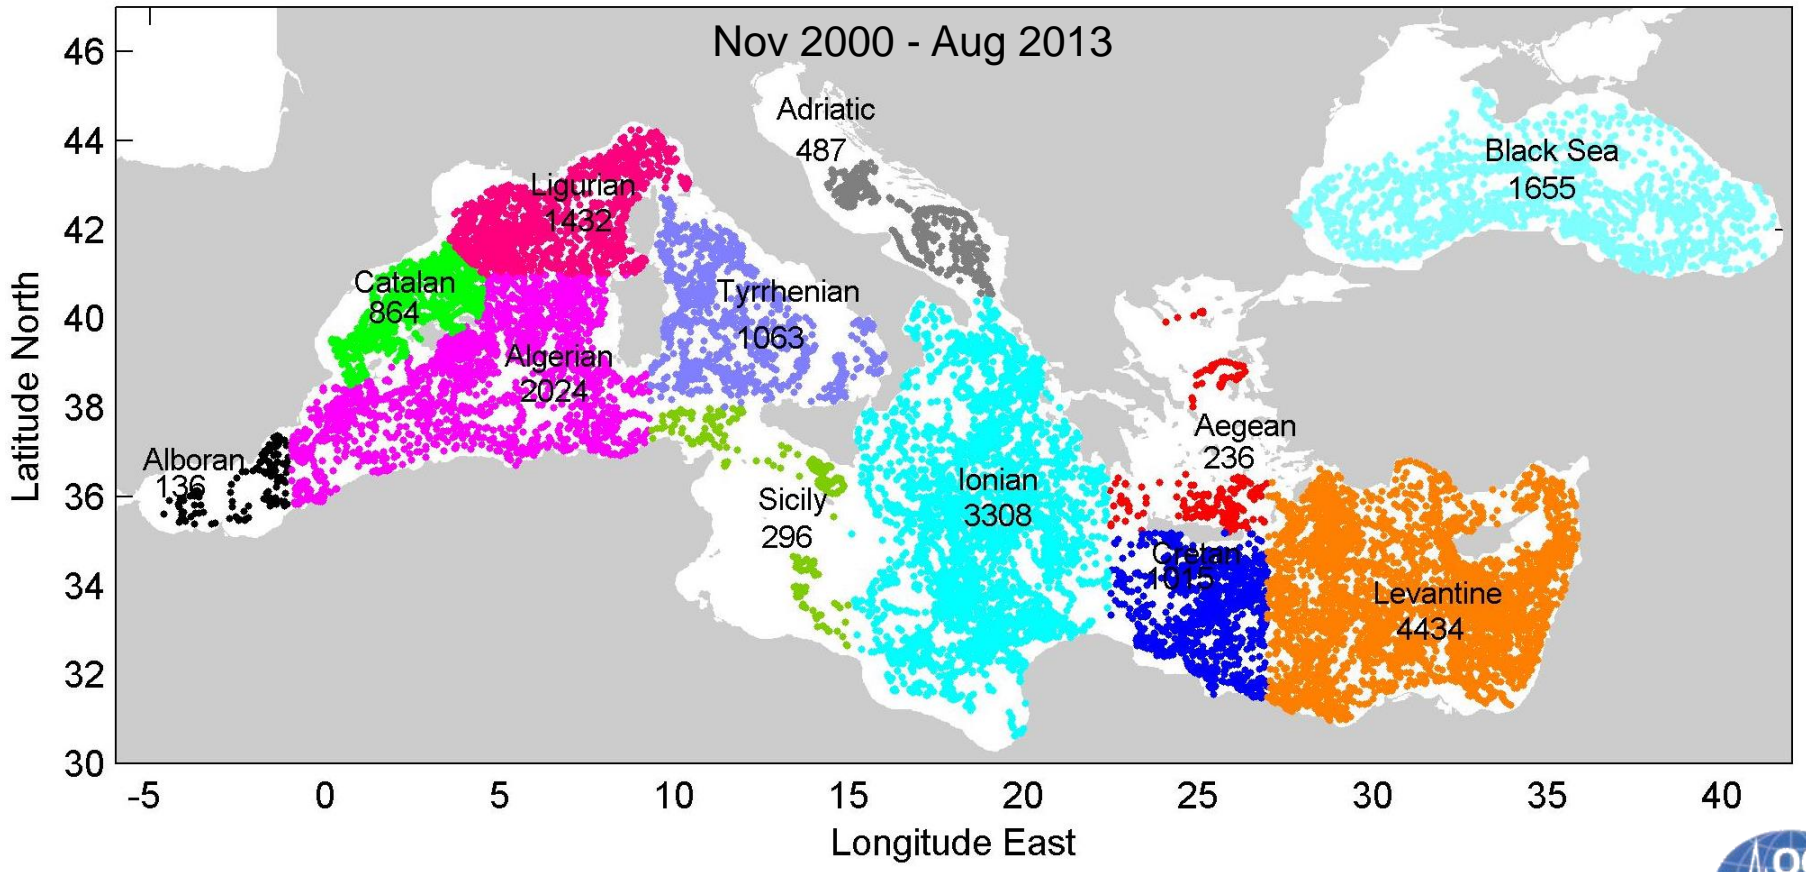 Nov 2000 - Aug 2013
46
44
42
40
38
36
34
32
30
Latitude North
Adriatic
487
Black Sea
1655
Ligurian
1432
Catalan
864
Tyrrhenian
1063
Algerian
2024
Alboran
136
Sicily
296
Ionian
3308
Aegean
236
Cretan
1015
Levantine
4434
-5 0 5 10 15 20 25 30 35 40
Longitude East